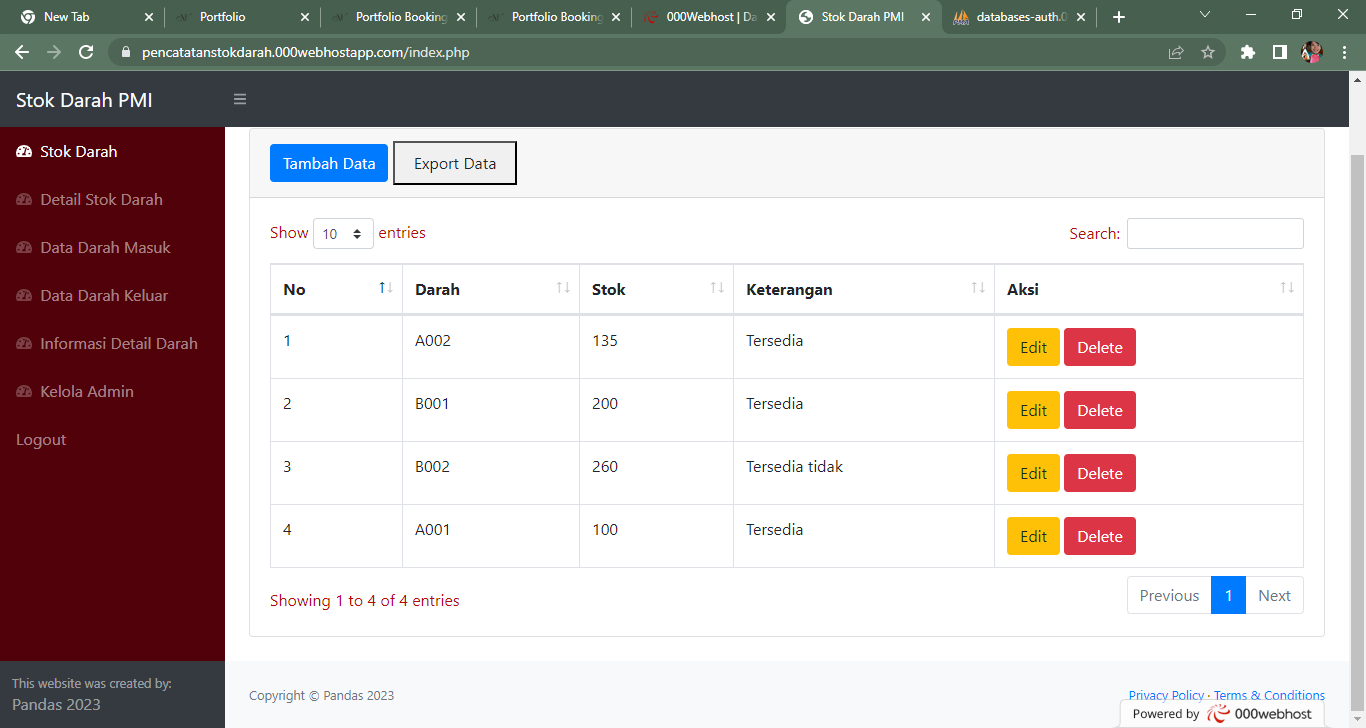 New Tab
Portfolio
Portfolio Booking
Portfolio Booking
000Webhost | Da
Stok Darah PMI
databases-auth.0
pencatatanstokdarah.000webhostapp.com/index.php
Stok Darah PMI
Stok Darah
Detail Stok Darah
Data Darah Masuk
Data Darah Keluar
Informasi Detail Darah
Kelola Admin
Logout
This website was created by:
Pandas 2023
Tambah Data Export Data
Show 10 entries Search:
No Darah Stok Keterangan Aksi
1 A002 135 Tersedia Edit Delete
2 B001 200 Tersedia Edit Delete
3 B002 260 Tersedia tidak Edit Delete
4 A001 100 Tersedia Edit Delete
Showing 1 to 4 of 4 entries Previous 1 Next
Copyright © Pandas 2023 Privacy Policy · Terms & Conditions
Powered by 000webhost